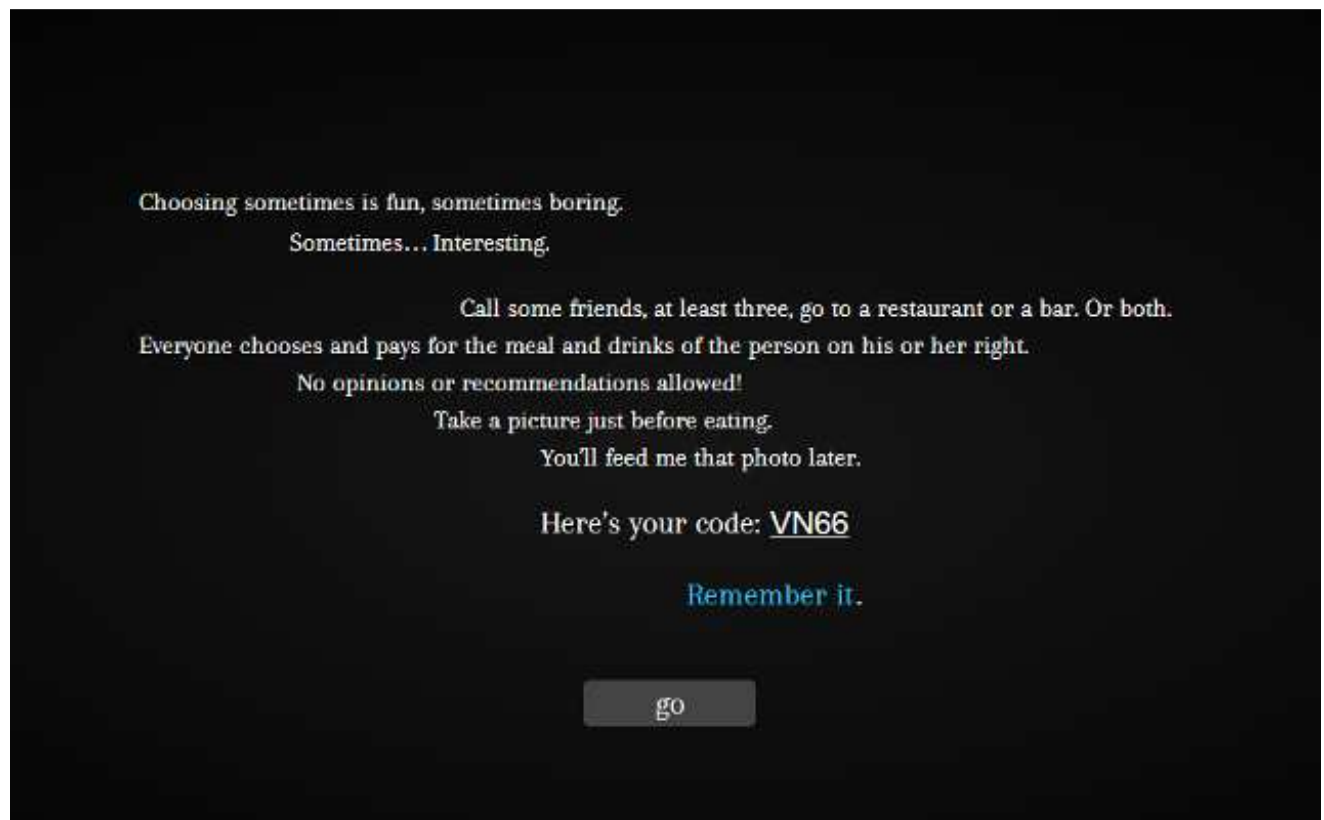 Choosing sometimes is fun, sometimes boring.
Sometimes... Interesting.
Call some friends, at least three, go to a restaurant or a bar. Or both.
Everyone chooses and pays for the meal and drinks of the person on his or her right.
No opinions or recommendations allowed!
Take a picture just before eating.
You'll feed me that photo later.
Here's your code: VN66
Remember it.
go